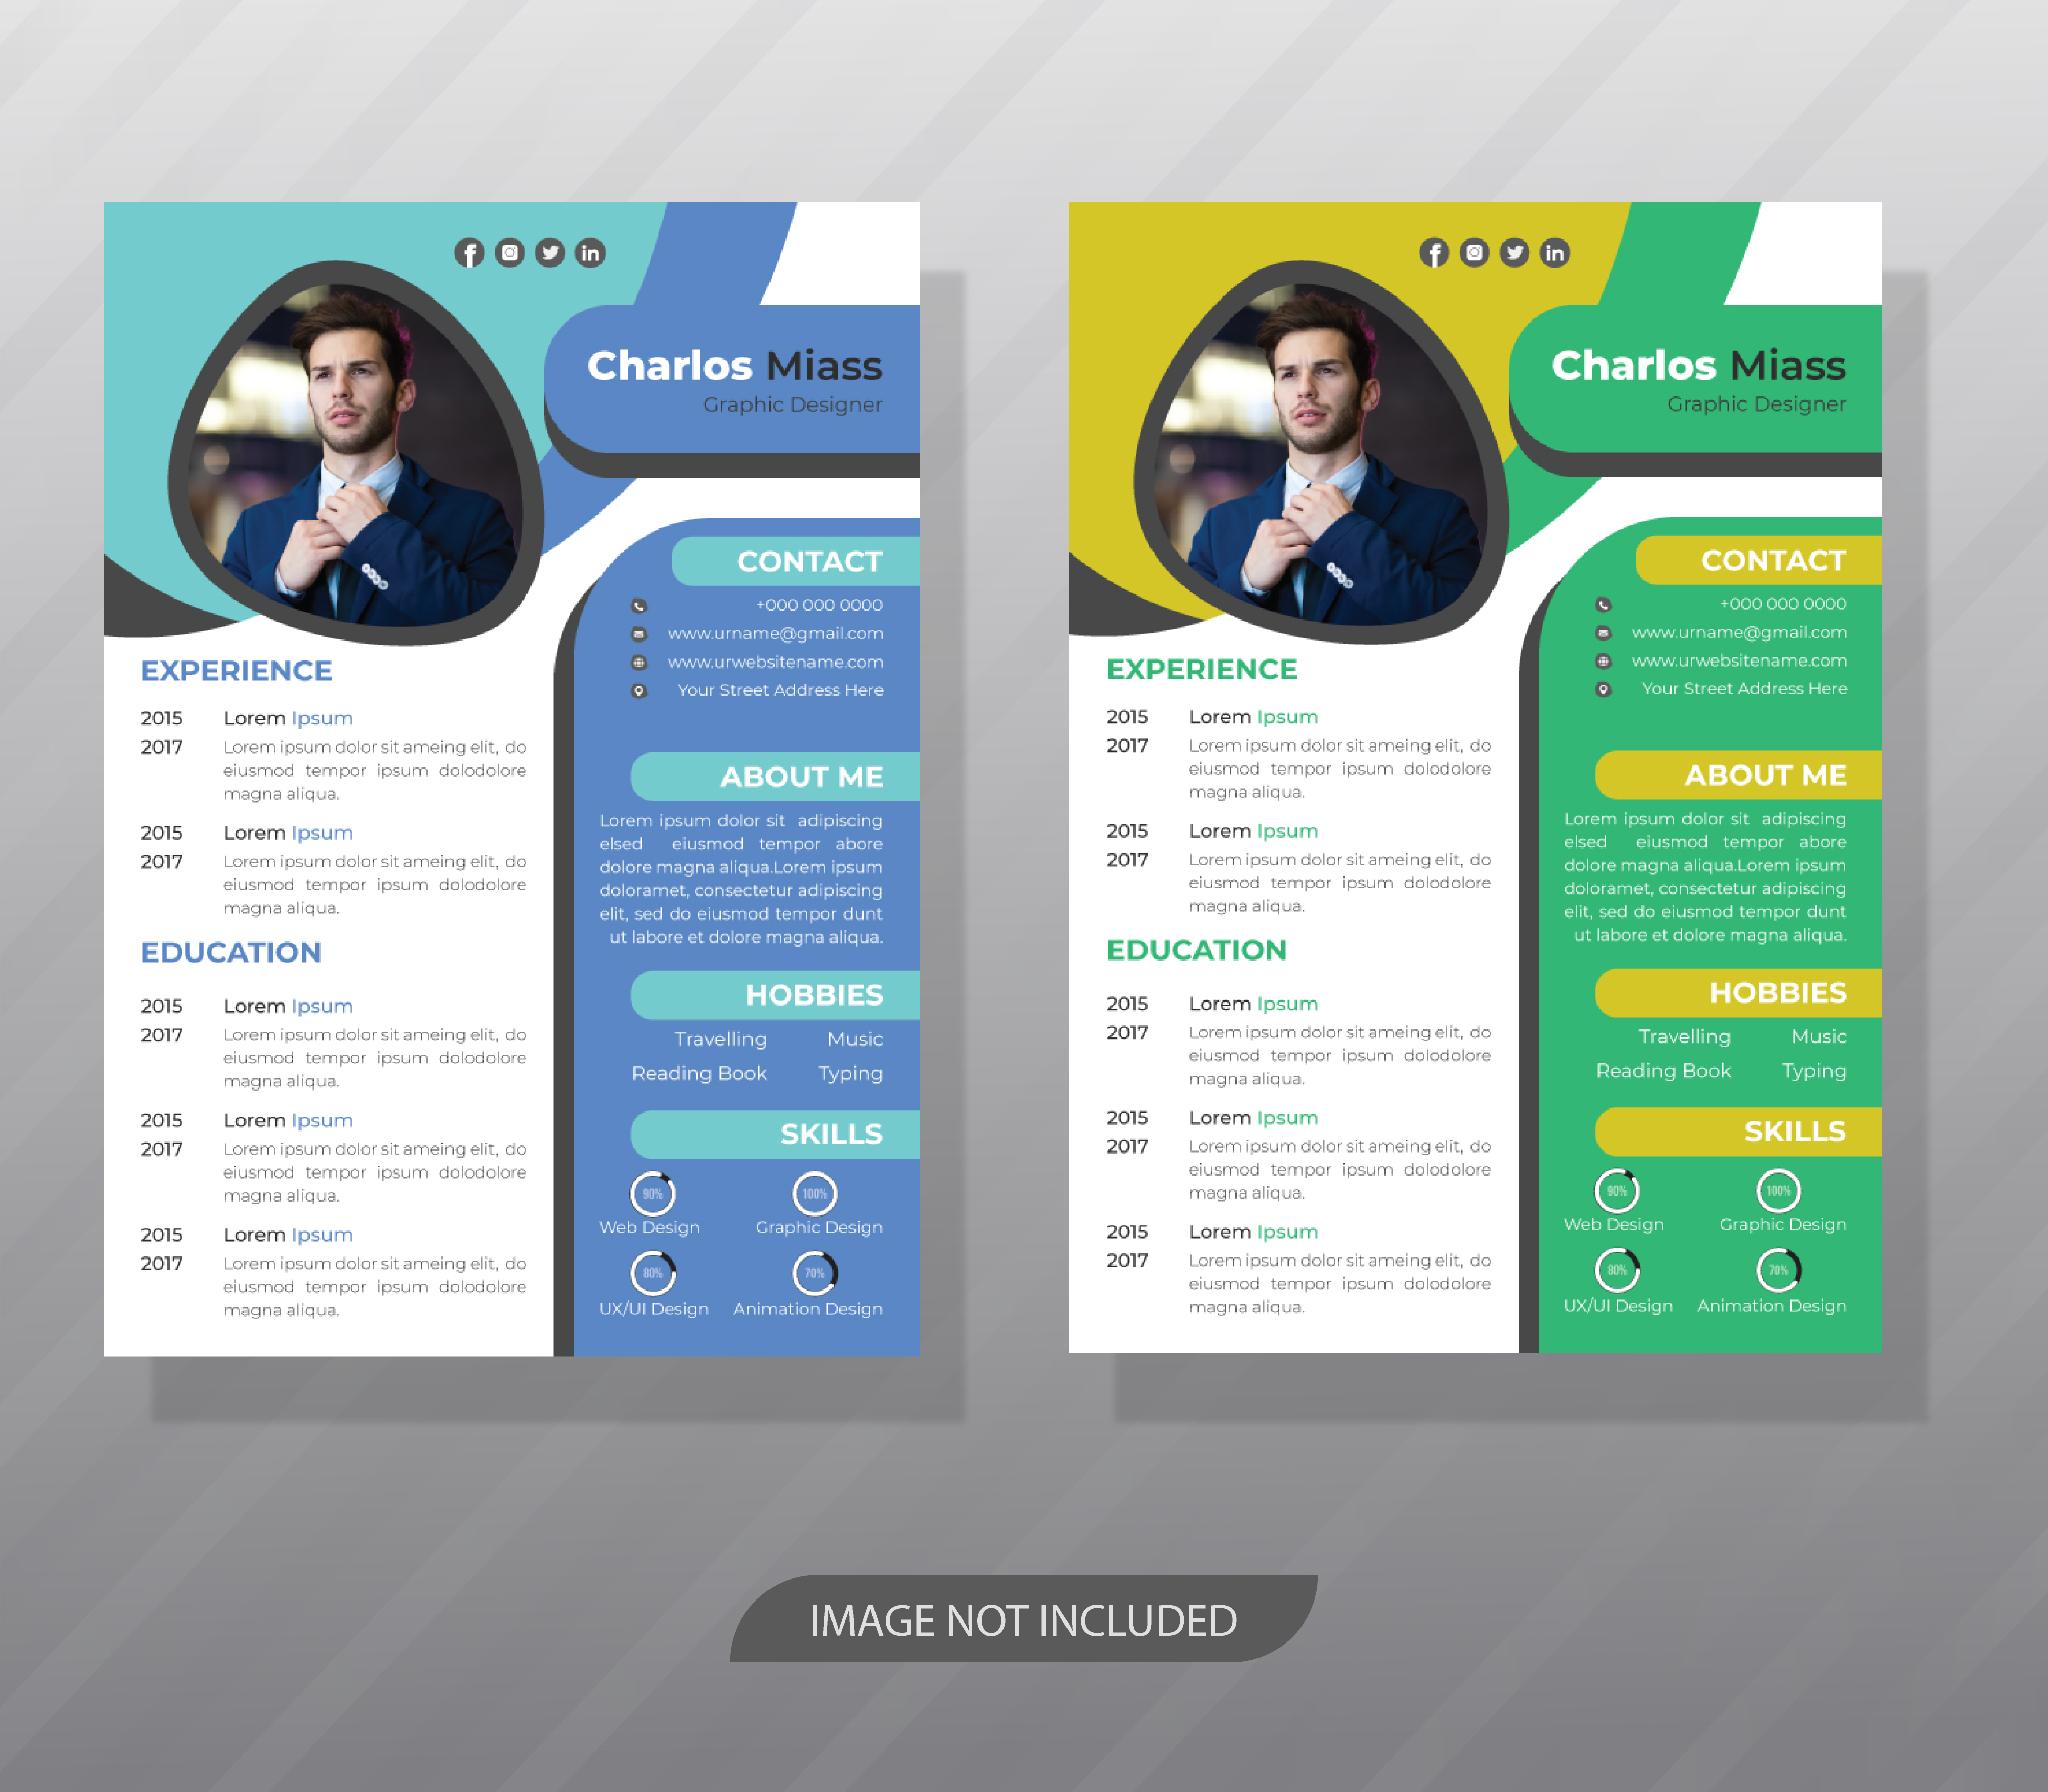 Charlos Miass
Graphic Designer
EXPERIENCE
2015 Lorem Ipsum
2017 Lorem ipsum dolor sit ameing elit, do
eiusmod tempor ipsum dolodolore
magna aliqua.
2015 Lorem Ipsum
2017 Lorem ipsum dolor sit ameing elit, do
eiusmod tempor ipsum dolodolore
magna aliqua.
EDUCATION
2015 Lorem Ipsum
2017 Lorem ipsum dolor sit ameing elit, do
eiusmod tempor ipsum dolodolore
magna aliqua.
2015 Lorem Ipsum
2017 Lorem ipsum dolor sit ameing elit, do
eiusmod tempor ipsum dolodolore
magna aliqua.
2015 Lorem Ipsum
2017 Lorem ipsum dolor sit ameing elit, do
eiusmod tempor ipsum dolodolore
magna aliqua.
CONTACT
+000 000 0000
www.urname@gmail.com
www.urwebsitename.com
Your Street Address Here
ABOUT ME
Lorem ipsum dolor sit adipiscing
elsed eiusmod tempor abore
dolore magna aliqua.Lorem ipsum
doloramet, consectetur adipiscing
elit, sed do eiusmod tempor dunt
ut labore et dolore magna aliqua.
HOBBIES
Travelling Music
Reading Book Typing
SKILLS
90% 100%
Web Design Graphic Design
80% 70%
UX/UI Design Animation Design
Charlos Miass
Graphic Designer
EXPERIENCE
2015 Lorem Ipsum
2017 Lorem ipsum dolor sit ameing elit, do
eiusmod tempor ipsum dolodolore
magna aliqua.
2015 Lorem Ipsum
2017 Lorem ipsum dolor sit ameing elit, do
eiusmod tempor ipsum dolodolore
magna aliqua.
EDUCATION
2015 Lorem Ipsum
2017 Lorem ipsum dolor sit ameing elit, do
eiusmod tempor ipsum dolodolore
magna aliqua.
2015 Lorem Ipsum
2017 Lorem ipsum dolor sit ameing elit, do
eiusmod tempor ipsum dolodolore
magna aliqua.
2015 Lorem Ipsum
2017 Lorem ipsum dolor sit ameing elit, do
eiusmod tempor ipsum dolodolore
magna aliqua.
CONTACT
+000 000 0000
www.urname@gmail.com
www.urwebsitename.com
Your Street Address Here
ABOUT ME
Lorem ipsum dolor sit adipiscing
elsed eiusmod tempor abore
dolore magna aliqua.Lorem ipsum
doloramet, consectetur adipiscing
elit, sed do eiusmod tempor dunt
ut labore et dolore magna aliqua.
HOBBIES
Travelling Music
Reading Book Typing
SKILLS
90% 100%
Web Design Graphic Design
80% 70%
UX/UI Design Animation Design
IMAGE NOT INCLUDED